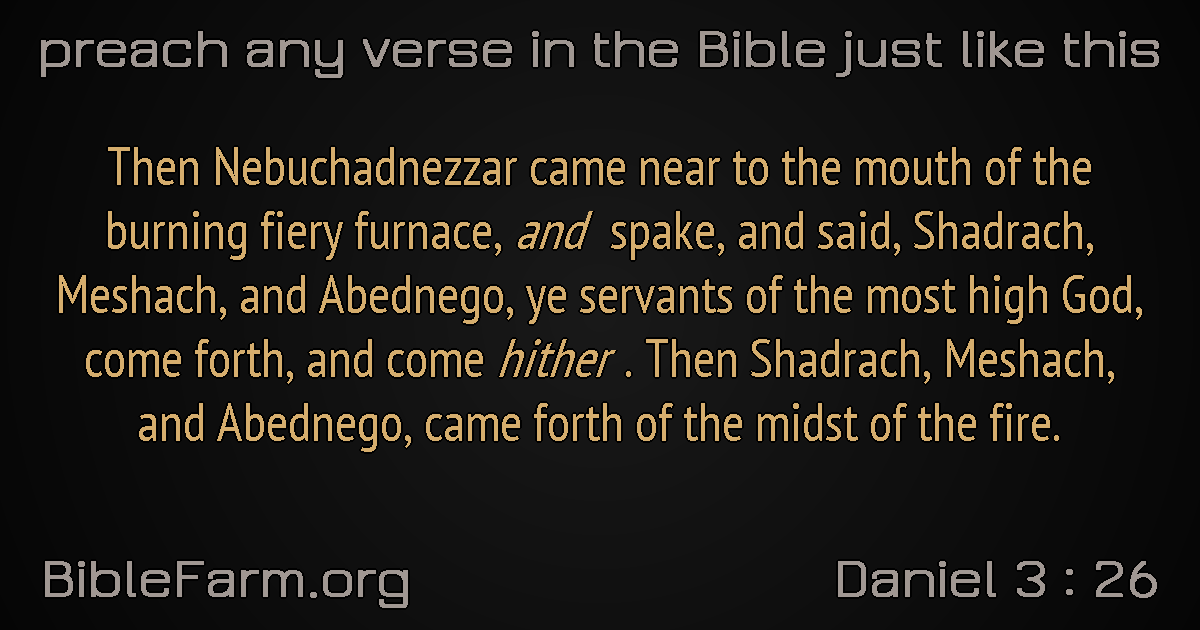 preach any verse in the Bible just like this
Then Nebuchadnezzar came near to the mouth of the
burning fiery furnace, and spake, and said, Shadrach,
Meshach, and Abednego, ye servants of the most high God,
come forth, and come hither . Then Shadrach, Meshach,
and Abednego, came forth of the midst of the fire.
BibleFarm.org
Daniel 3 : 26